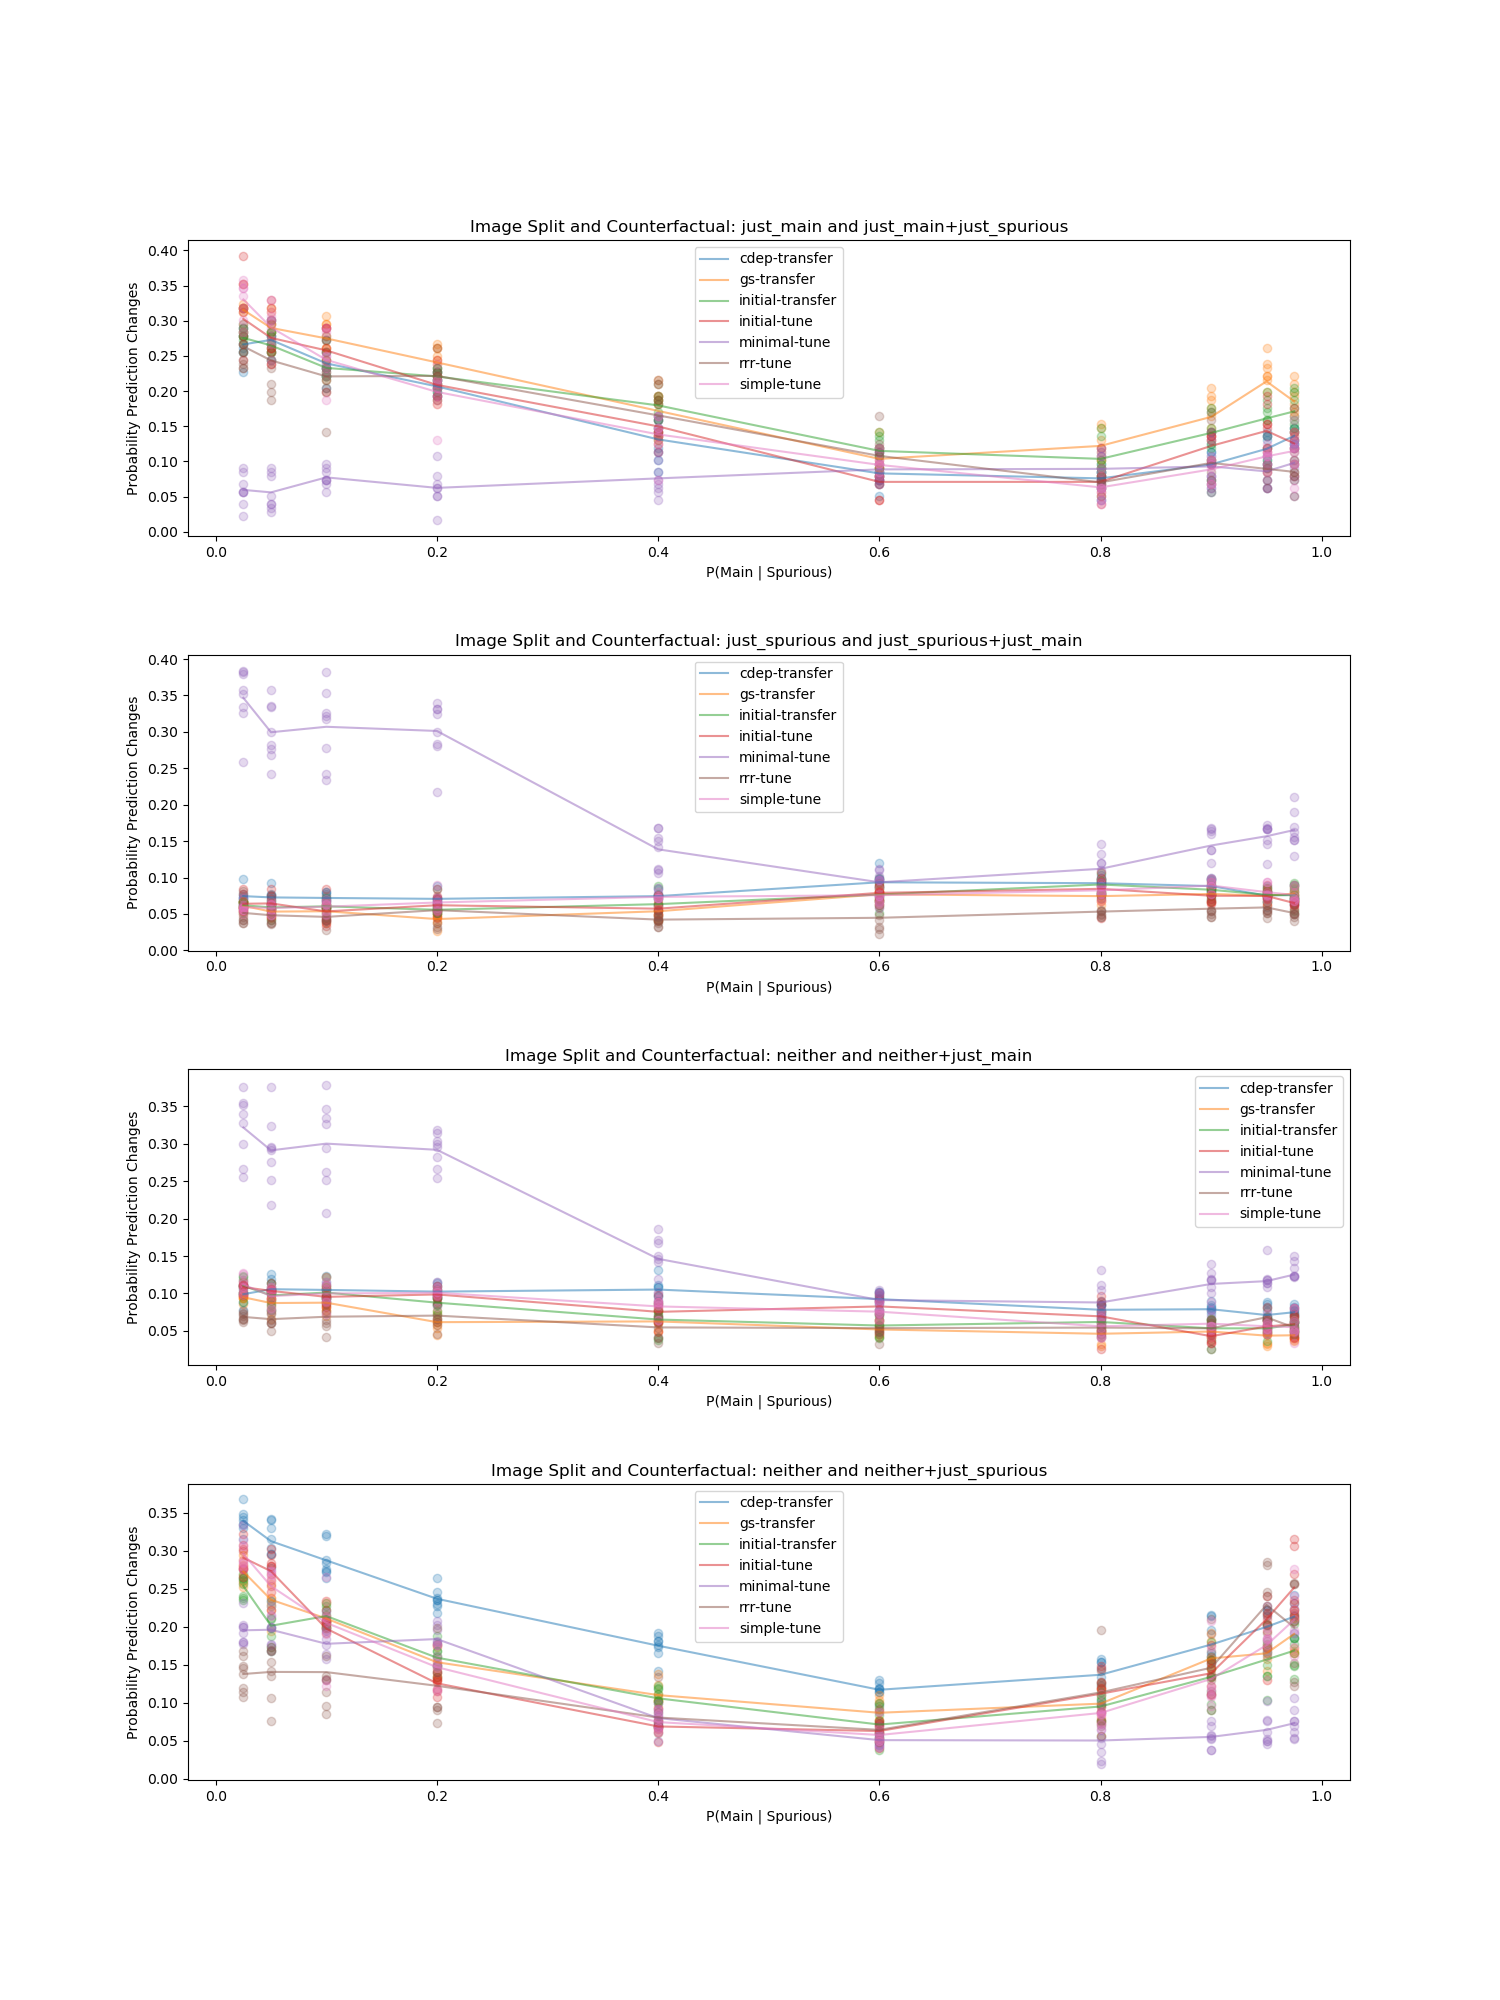 Image Split and Counterfactual: just_main and just_main+just_spurious
Probability Prediction Changes
0.40
0.35
0.30
0.25
0.20
0.15
0.10
0.05
0.00
cdep-transfer
gs-transfer
initial-transfer
initial-tune
minimal-tune
rrr-tune
simple-tune
0.0 0.2 0.4 0.6 0.8 1.0
P(Main | Spurious)
Image Split and Counterfactual: just_spurious and just_spurious+just_main
Probability Prediction Changes
0.40
0.35
0.30
0.25
0.20
0.15
0.10
0.05
0.00
cdep-transfer
gs-transfer
initial-transfer
initial-tune
minimal-tune
rrr-tune
simple-tune
0.0 0.2 0.4 0.6 0.8 1.0
P(Main | Spurious)
Image Split and Counterfactual: neither and neither+just_main
Probability Prediction Changes
0.35
0.30
0.25
0.20
0.15
0.10
0.05
cdep-transfer
gs-transfer
initial-transfer
initial-tune
minimal-tune
rrr-tune
simple-tune
0.0 0.2 0.4 0.6 0.8 1.0
P(Main | Spurious)
Image Split and Counterfactual: neither and neither+just_spurious
Probability Prediction Changes
0.35
0.30
0.25
0.20
0.15
0.10
0.05
0.00
cdep-transfer
gs-transfer
initial-transfer
initial-tune
minimal-tune
rrr-tune
simple-tune
0.0 0.2 0.4 0.6 0.8 1.0
P(Main | Spurious)